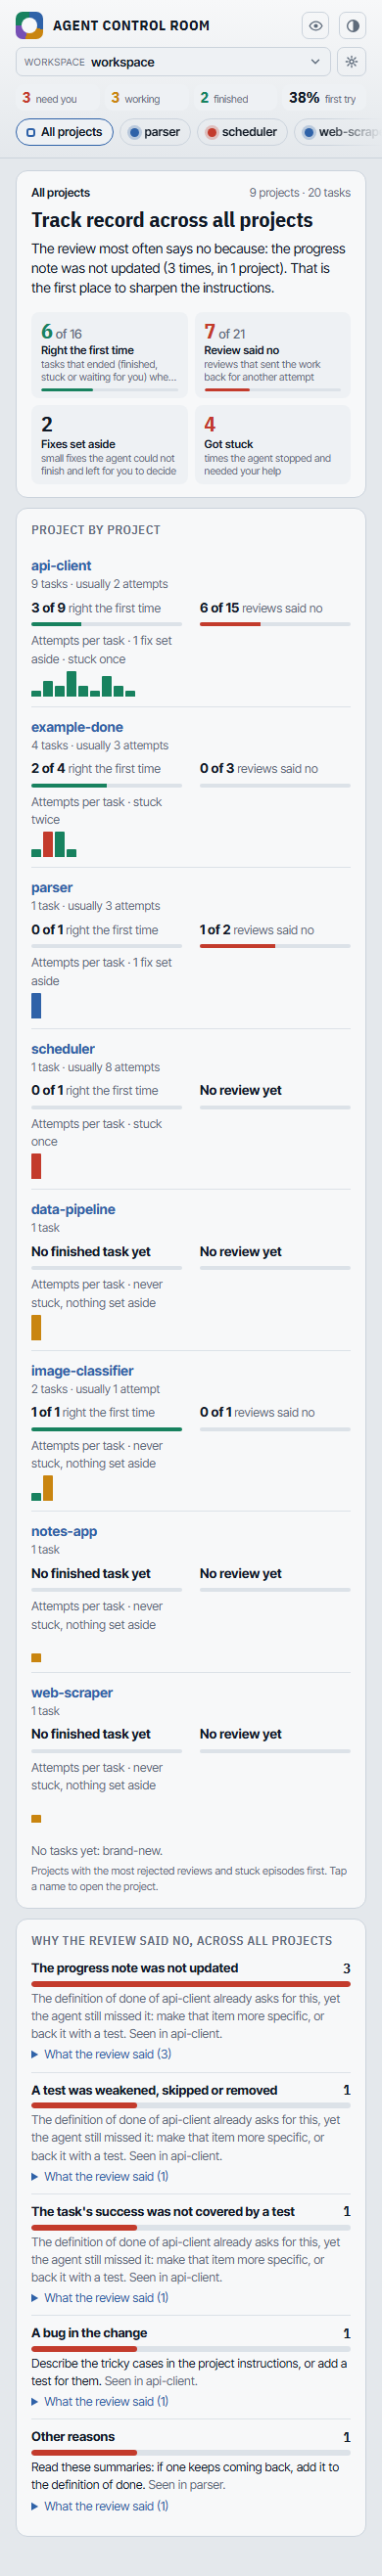 AGENT CONTROL ROOM
WORKSPACE workspace
3 need you
3 working
2 finished
38% first try
All projects
parser
scheduler
web-scrap
All projects
9 projects · 20 tasks
Track record across all projects
The review most often says no because: the progress
note was not updated (3 times, in 1 project). That is
the first place to sharpen the instructions.
6 of 16
Right the first time
tasks that ended (finished,
stuck or waiting for you) whe...
7 of 21
Review said no
reviews that sent the work
back for another attempt
2
Fixes set aside
small fixes the agent could not
finish and left for you to decide
4
Got stuck
times the agent stopped and
needed your help
PROJECT BY PROJECT
api-client
9 tasks · usually 2 attempts
3 of 9 right the first time
6 of 15 reviews said no
Attempts per task · 1 fix set
aside · stuck once
example-done
4 tasks · usually 3 attempts
2 of 4 right the first time
0 of 3 reviews said no
Attempts per task · stuck
twice
parser
1 task · usually 3 attempts
0 of 1 right the first time
1 of 2 reviews said no
Attempts per task · 1 fix set
aside
scheduler
1 task · usually 8 attempts
0 of 1 right the first time
No review yet
Attempts per task · stuck
once
data-pipeline
1 task
No finished task yet
No review yet
Attempts per task · never
stuck, nothing set aside
image-classifier
2 tasks · usually 1 attempt
1 of 1 right the first time
0 of 1 reviews said no
Attempts per task · never
stuck, nothing set aside
notes-app
1 task
No finished task yet
No review yet
Attempts per task · never
stuck, nothing set aside
web-scraper
1 task
No finished task yet
No review yet
Attempts per task · never
stuck, nothing set aside
No tasks yet: brand-new.
Projects with the most rejected reviews and stuck episodes first. Tap
a name to open the project.
WHY THE REVIEW SAID NO, ACROSS ALL PROJECTS
The progress note was not updated 3
The definition of done of api-client already asks for this, yet
the agent still missed it: make that item more specific, or
back it with a test. Seen in api-client.
What the review said (3)
A test was weakened, skipped or removed 1
The definition of done of api-client already asks for this, yet
the agent still missed it: make that item more specific, or
back it with a test. Seen in api-client.
What the review said (1)
The task's success was not covered by a test 1
The definition of done of api-client already asks for this, yet
the agent still missed it: make that item more specific, or
back it with a test. Seen in api-client.
What the review said (1)
A bug in the change 1
Describe the tricky cases in the project instructions, or add a
test for them. Seen in api-client.
What the review said (1)
Other reasons 1
Read these summaries: if one keeps coming back, add it to
the definition of done. Seen in parser.
What the review said (1)